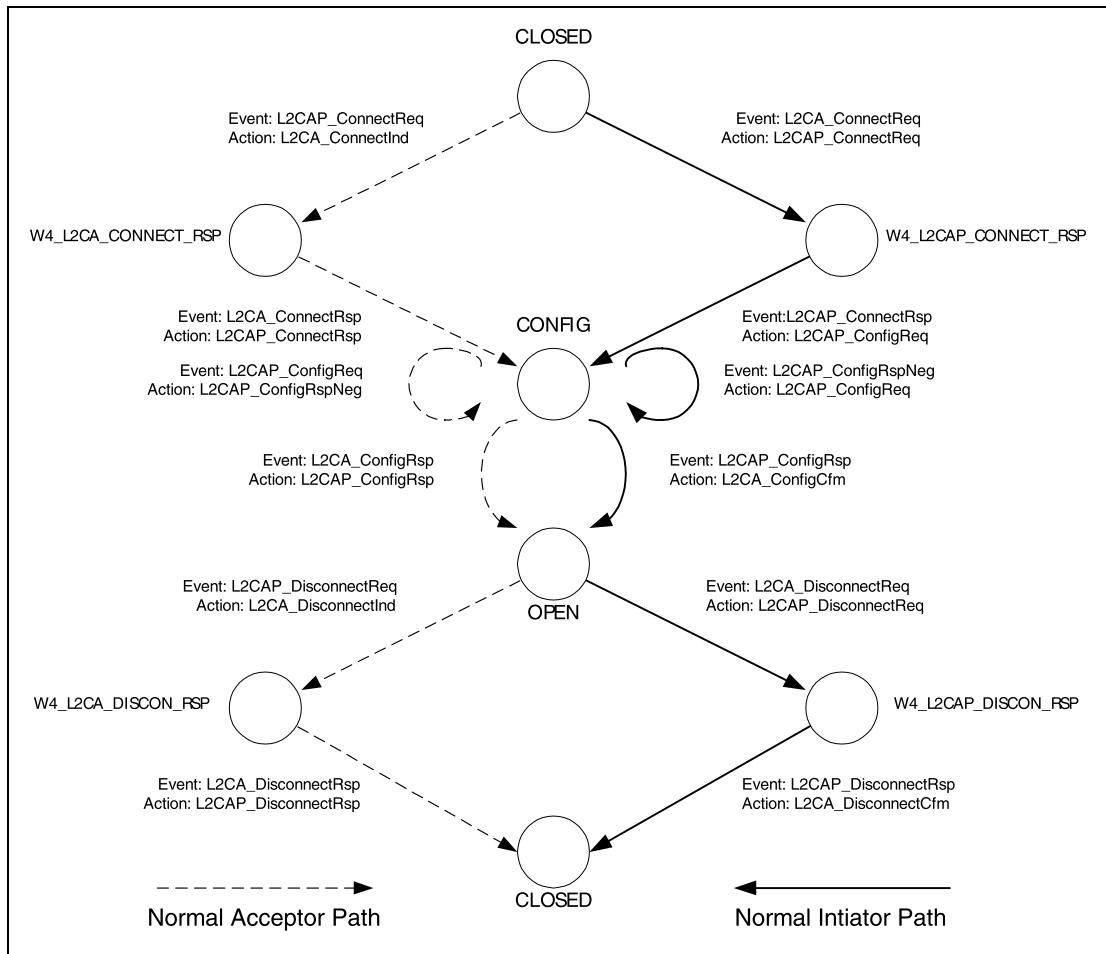 CLOSED
Event: L2CAP_ConnectReq
Action: L2CA_ConnectInd
Event: L2CA_ConnectReq
Action: L2CAP_ConnectReq
W4_L2CA_CONNECT_RSP
W4_L2CAP_CONNECT_RSP
Event: L2CA_ConnectRsp
Action: L2CAP_ConnectRsp
CONFIG
Event:L2CAP_ConnectRsp
Action: L2CAP_ConfigReq
Event: L2CAP_ConfigReq
Action: L2CAP_ConfigRspNeg
Event: L2CAP_ConfigRspNeg
Action: L2CAP_ConfigReq
Event: L2CA_ConfigRsp
Action: L2CAP_ConfigRsp
Event: L2CAP_ConfigRsp
Action: L2CA_ConfigCfm
Event: L2CAP_DisconnectReq
Action: L2CA_DisconnectInd
OPEN
Event: L2CA_DisconnectReq
Action: L2CAP_DisconnectReq
W4_L2CA_DISCON_RSP
W4_L2CAP_DISCON_RSP
Event: L2CA_DisconnectRsp
Action: L2CAP_DisconnectRsp
Event: L2CAP_DisconnectRsp
Action: L2CA_DisconnectCfm
CLOSED
Normal Acceptor Path
Normal Intiator Path